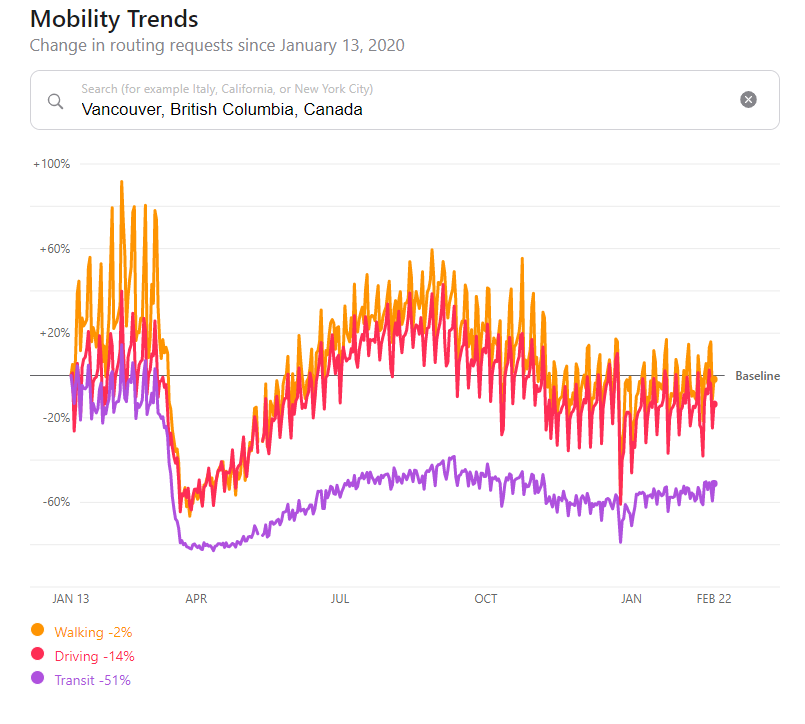 Mobility Trends
Change in routing requests since January 13, 2020
Search (for example Italy, California, or New York City)
Vancouver, British Columbia, Canada
+100%
+60%
+20%
Baseline
-20%
-60%
JAN 13 APR JUL OCT JAN FEB 22
Walking -2%
Driving -14%
Transit -51%